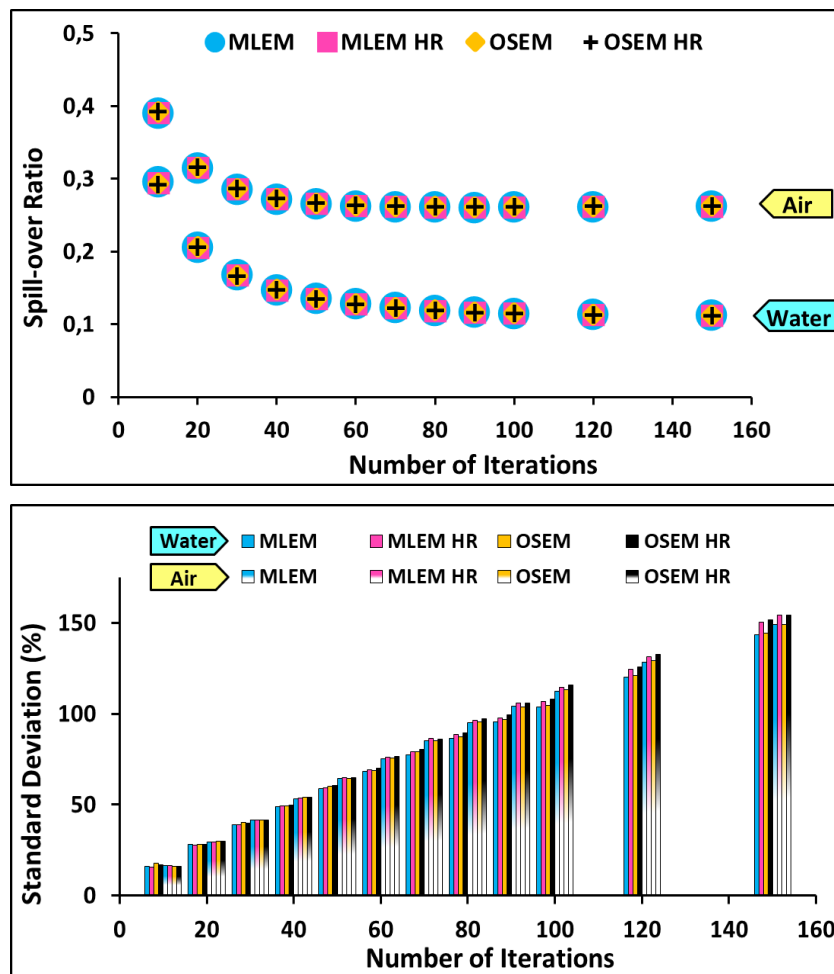 0,5
MLEM MLEM HR OSEM OSEM HR
0,4
0,3
0,2
0,1
0
Spill-over Ratio
Air
Water
0 20 40 60 80 100 120 140 160
Number of Iterations
Water MLEM MLEM HR OSEM OSEM HR
Air MLEM MLEM HR OSEM OSEM HR
150
100
50
0
Standard Deviation (%)
0 20 40 60 80 100 120 140 160
Number of Iterations